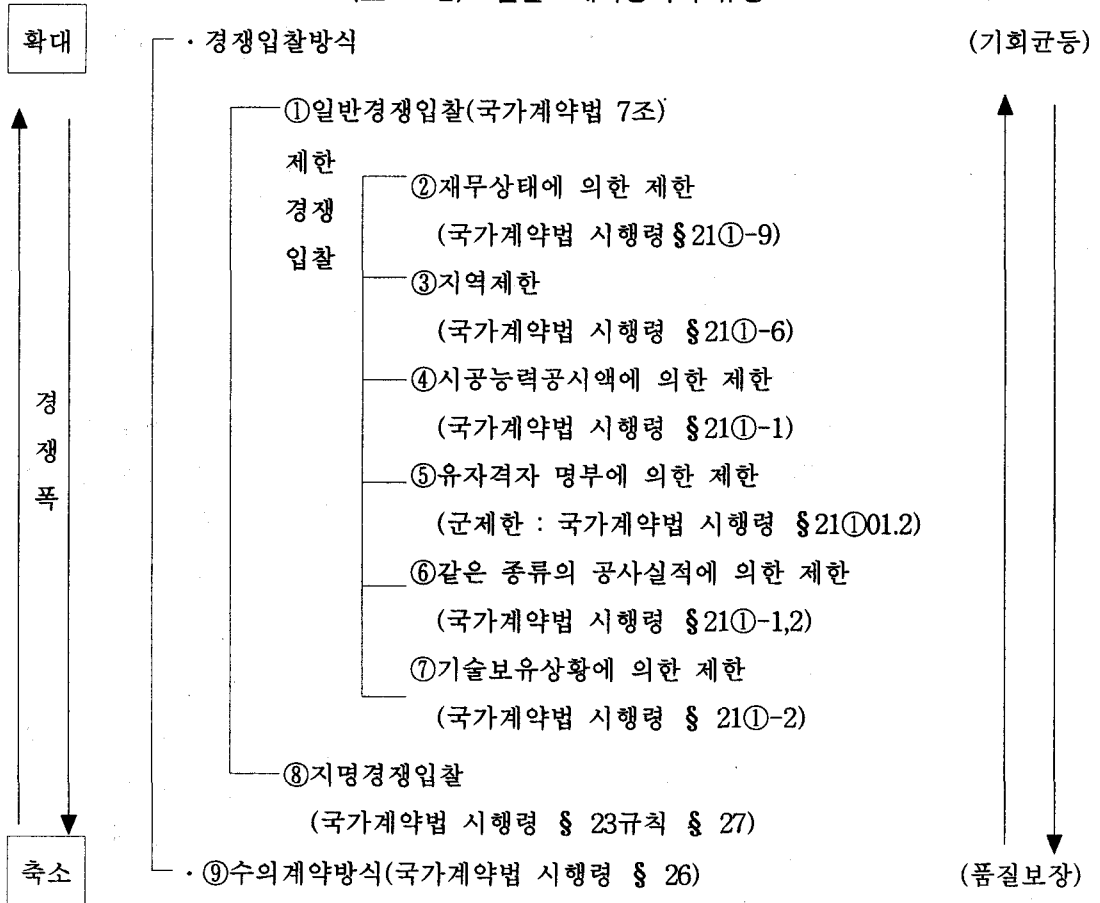 확대
· 경쟁입찰방식
(기회균등)
①일반경쟁입찰(국가계약법 7조)
제한
경쟁
입찰
②재무상태에 의한 제한
(국가계약법 시행령 §21①-9)
③지역제한
(국가계약법 시행령 §21①-6)
④시공능력공시액에 의한 제한
(국가계약법 시행령 §21①-1)
⑤유자격자 명부에 의한 제한
(군제한 : 국가계약법 시행령 §21①01.2)
⑥같은 종류의 공사실적에 의한 제한
(국가계약법 시행령 §21①-1,2)
⑦기술보유상황에 의한 제한
(국가계약법 시행령 § 21①-2)
⑧지명경쟁입찰
(국가계약법 시행령 § 23규칙 § 27)
경
쟁
폭
축소
· ⑨수의계약방식(국가계약법 시행령 § 26)
(품질보장)